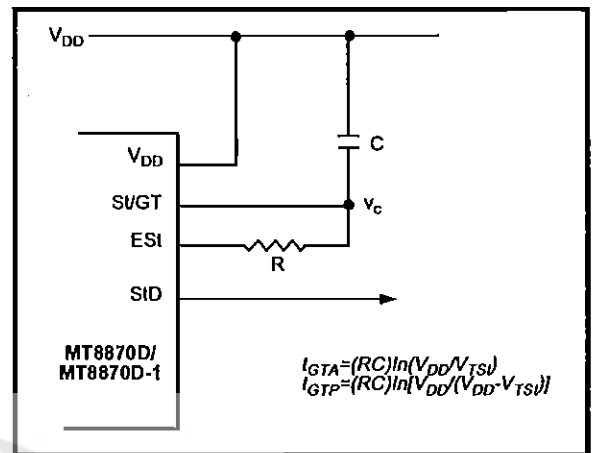 VDD
VDD
C
St/GT
vc
ESt
R
StD
MT8870D/
MT8870D-1
tGTA=(RC)ln(VDD/VTSt)
tGTP=(RC)ln[VDD/(VDD-VTSt)]